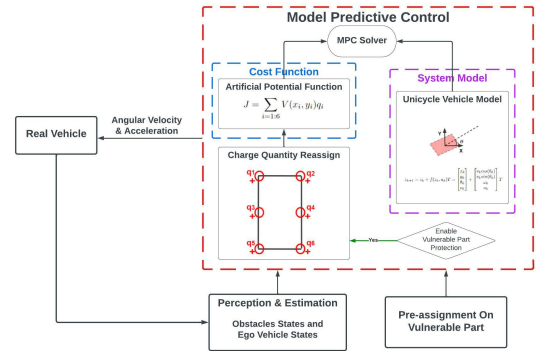 Model Predictive Control
MPC Solver
Cost Function
System Model
Artificial Potential Function
J = ∑ V(x_i, y_i)q_i
i=1:6
Unicycle Vehicle Model
Y
θ
X
Real Vehicle
Angular Velocity
& Acceleration
Charge Quantity Reassign
q1
q2
+
+
q3
q4
+
+
q5
q6
+
+
Yes
Enable
Vulnerable Part
Protection
Perception & Estimation
Obstacles States and
Ego Vehicle States
Pre-assignment On
Vulnerable Part